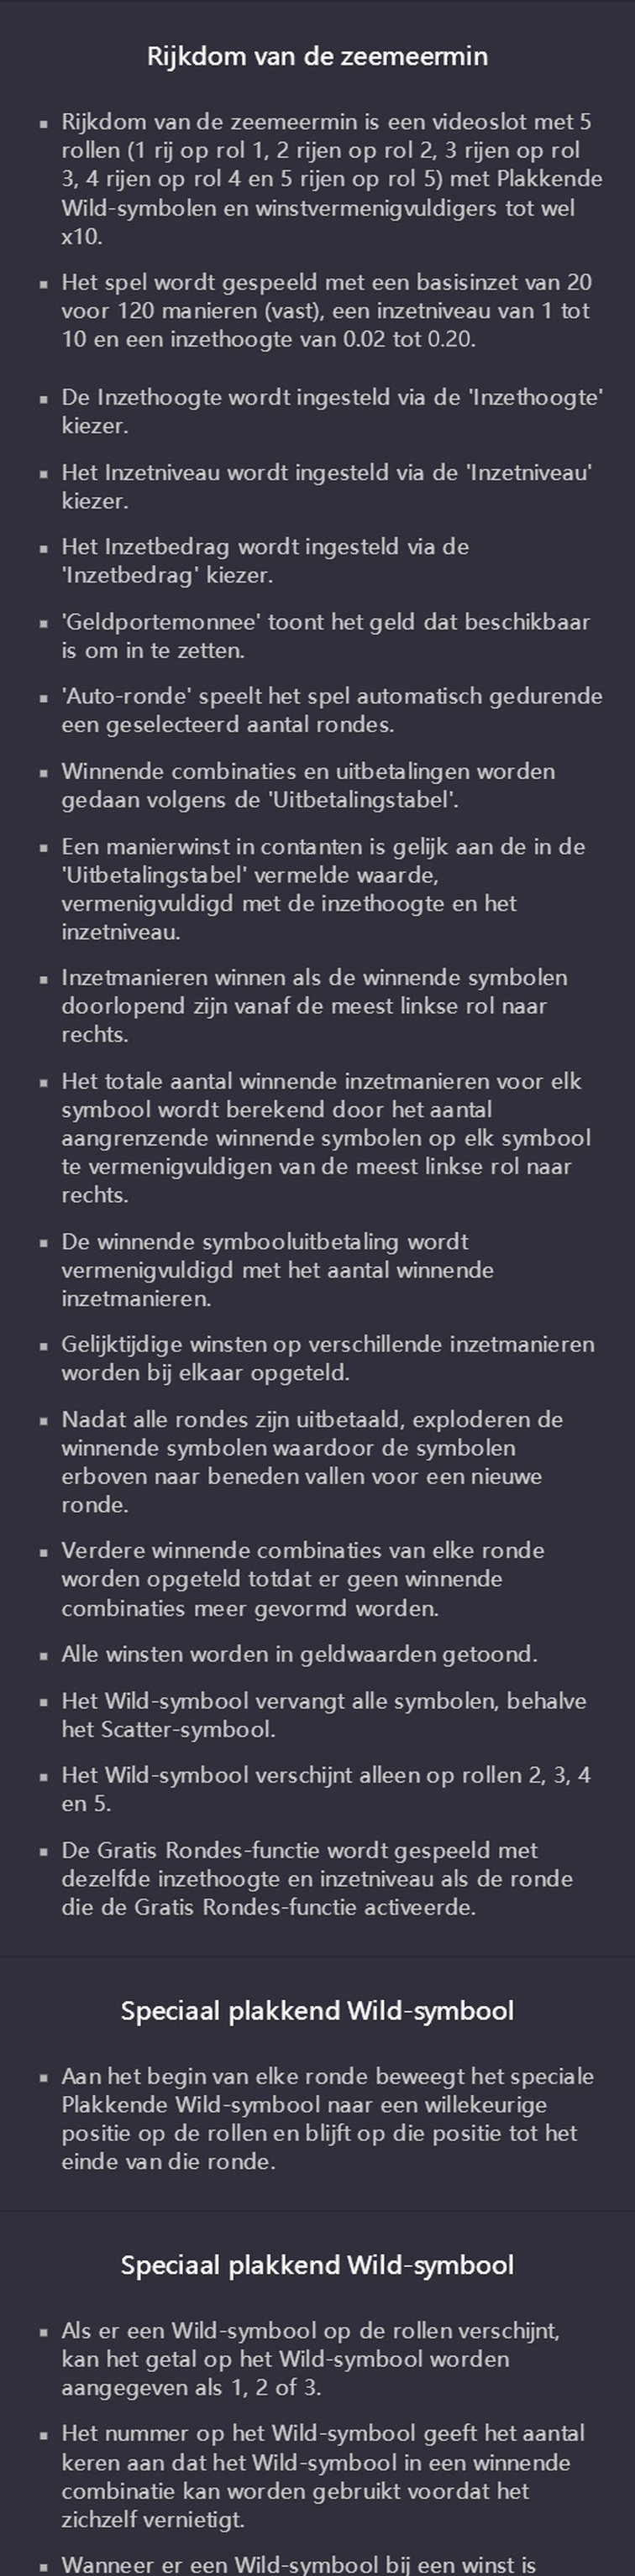 Rijkdom van de zeemeermin
▪ Rijkdom van de zeemeermin is een videoslot met 5
rollen (1 rij op rol 1, 2 rijen op rol 2, 3 rijen op rol
3, 4 rijen op rol 4 en 5 rijen op rol 5) met Plakkende
Wild-symbolen en winstvermenigvuldigers tot wel
x10.
▪ Het spel wordt gespeeld met een basisinzet van 20
voor 120 manieren (vast), een inzetniveau van 1 tot
10 en een inzethoogte van 0.02 tot 0.20.
▪ De Inzethoogte wordt ingesteld via de 'Inzethoogte'
kiezer.
▪ Het Inzetniveau wordt ingesteld via de 'Inzetniveau'
kiezer.
▪ Het Inzetbedrag wordt ingesteld via de
'Inzetbedrag' kiezer.
▪ 'Geldportemonnee' toont het geld dat beschikbaar
is om in te zetten.
▪ 'Auto-ronde' speelt het spel automatisch gedurende
een geselecteerd aantal rondes.
▪ Winnende combinaties en uitbetalingen worden
gedaan volgens de 'Uitbetalingstabel'.
▪ Een manierwinst in contanten is gelijk aan de in de
'Uitbetalingstabel' vermelde waarde,
vermenigvuldigd met de inzethoogte en het
inzetniveau.
▪ Inzetmanieren winnen als de winnende symbolen
doorlopend zijn vanaf de meest linkse rol naar
rechts.
▪ Het totale aantal winnende inzetmanieren voor elk
symbool wordt berekend door het aantal
aangrenzende winnende symbolen op elk symbool
te vermenigvuldigen van de meest linkse rol naar
rechts.
▪ De winnende symbooluitbetaling wordt
vermenigvuldigd met het aantal winnende
inzetmanieren.
▪ Gelijktijdige winsten op verschillende inzetmanieren
worden bij elkaar opgeteld.
▪ Nadat alle rondes zijn uitbetaald, exploderen de
winnende symbolen waardoor de symbolen
erboven naar beneden vallen voor een nieuwe
ronde.
▪ Verdere winnende combinaties van elke ronde
worden opgeteld totdat er geen winnende
combinaties meer gevormd worden.
▪ Alle winsten worden in geldwaarden getoond.
▪ Het Wild-symbool vervangt alle symbolen, behalve
het Scatter-symbool.
▪ Het Wild-symbool verschijnt alleen op rollen 2, 3, 4
en 5.
▪ De Gratis Rondes-functie wordt gespeeld met
dezelfde inzethoogte en inzetniveau als de ronde
die de Gratis Rondes-functie activeerde.
Speciaal plakkend Wild-symbool
▪ Aan het begin van elke ronde beweegt het speciale
Plakkende Wild-symbool naar een willekeurige
positie op de rollen en blijft op die positie tot het
einde van die ronde.
Speciaal plakkend Wild-symbool
▪ Als er een Wild-symbool op de rollen verschijnt,
kan het getal op het Wild-symbool worden
aangegeven als 1, 2 of 3.
▪ Het nummer op het Wild-symbool geeft het aantal
keren aan dat het Wild-symbool in een winnende
combinatie kan worden gebruikt voordat het
zichzelf vernietigt.
▪ Wanneer er een Wild-symbool bij een winst is